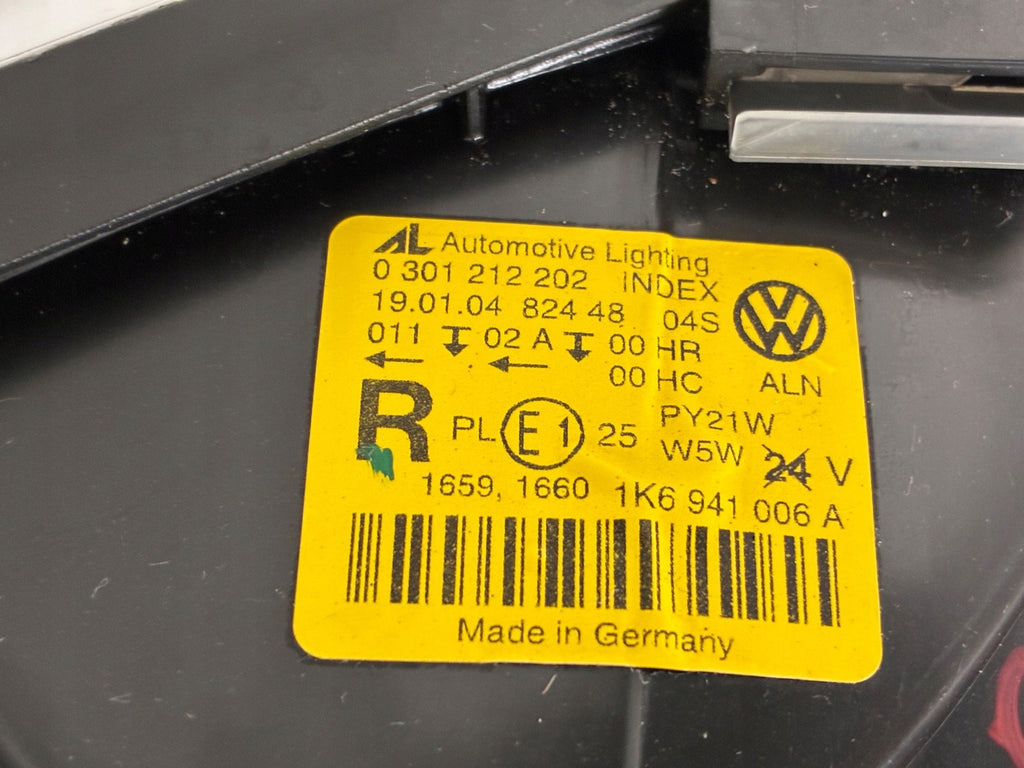 AL Automotive Lighting
0 301 212 202 INDEX
19.01.04 824 48 04S
011 02 A 00 HR
00 HC ALN
R PL E1 25 PY21W
W5W 24 V
1659, 1660 1K6 941 006 A
Made in Germany
VW